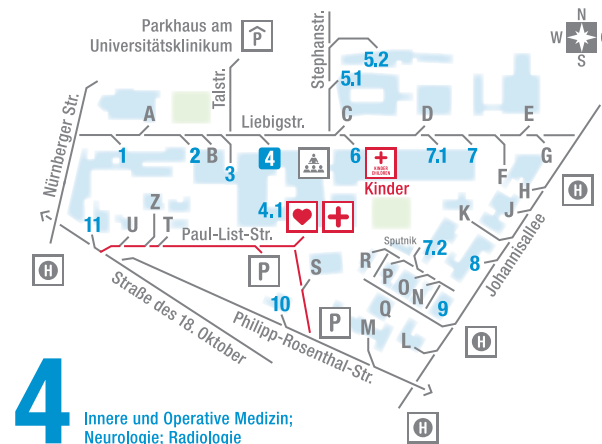 Parkhaus am
Universitätsklinikum
P
N
W
S
Nürnberger Str.
Talstr.
Stephanstr.
5.2
5.1
A
Liebigstr.
C
D
E
1
2
B
3
4
6
KINDER
CHILDREN
Kinder
7.1
7
F
G
H
J
H
K
Johannisallee
4.1
Z
11
U
T
Paul-List-Str.
Sputnik
7.2
R
P
O
N
8
9
H
P
S
Q
10
P
M
L
H
H
Straße des 18. Oktober
Philipp-Rosenthal-Str.
4
Innere und Operative Medizin;
Neurologie; Radiologie